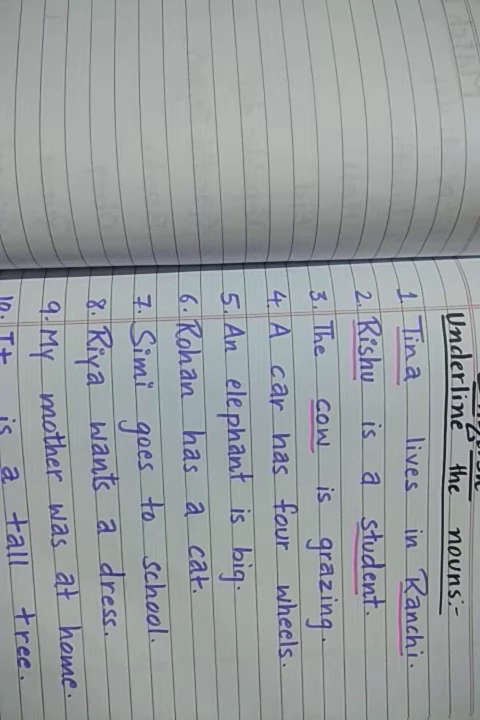 Underline the nouns:-
1. Tina lives in Ranchi.
2. Rishu is a student.
3. The cow is grazing.
4. A car has four wheels.
5. An elephant is big.
6. Rohan has a cat.
7. Simi goes to school.
8. Riya wants a dress.
9. My mother was at home.
10. It is a tall tree.